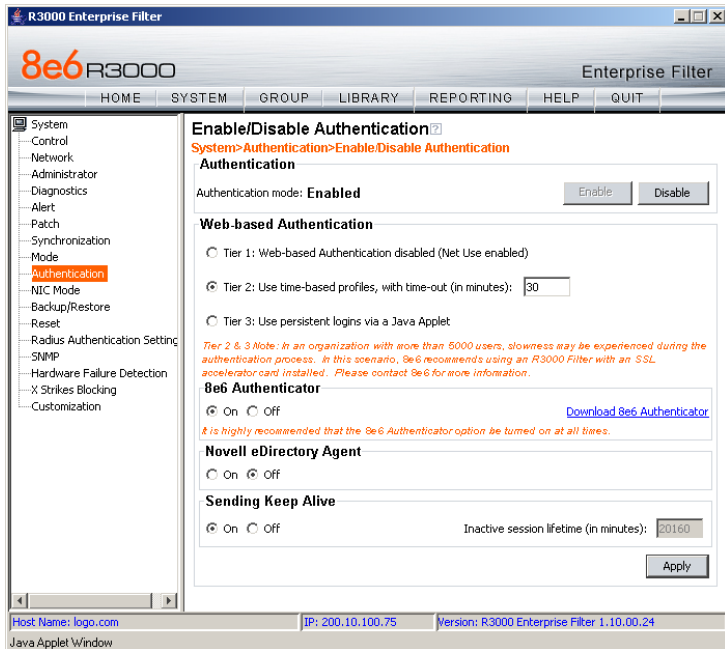 R3000 Enterprise Filter
8e6 R3000
Enterprise Filter
HOME SYSTEM GROUP LIBRARY REPORTING HELP QUIT
System
Control
Network
Administrator
Diagnostics
Alert
Patch
Synchronization
Mode
Authentication
NIC Mode
Backup/Restore
Reset
Radius Authentication Setting
SNMP
Hardware Failure Detection
X Strikes Blocking
Customization
Enable/Disable Authentication?
System>Authentication>Enable/Disable Authentication
Authentication
Authentication mode: Enabled
Enable
Disable
Web-based Authentication
Tier 1: Web-based Authentication disabled (Net Use enabled)
Tier 2: Use time-based profiles, with time-out (in minutes): 30
Tier 3: Use persistent logins via a Java Applet
Tier 2 & 3 Note: In an organization with more than 5000 users, slowness may be experienced during the
authentication process. In this scenario, 8e6 recommends using an R3000 Filter with an SSL
accelerator card installed. Please contact 8e6 for more information.
8e6 Authenticator
On Off
Download 8e6 Authenticator
It is highly recommended that the 8e6 Authenticator option be turned on at all times.
Novell eDirectory Agent
On Off
Sending Keep Alive
On Off
Inactive session lifetime (in minutes): 20160
Apply
Host Name: logo.com
IP: 200.10.100.75
Version: R3000 Enterprise Filter 1.10.00.24
Java Applet Window